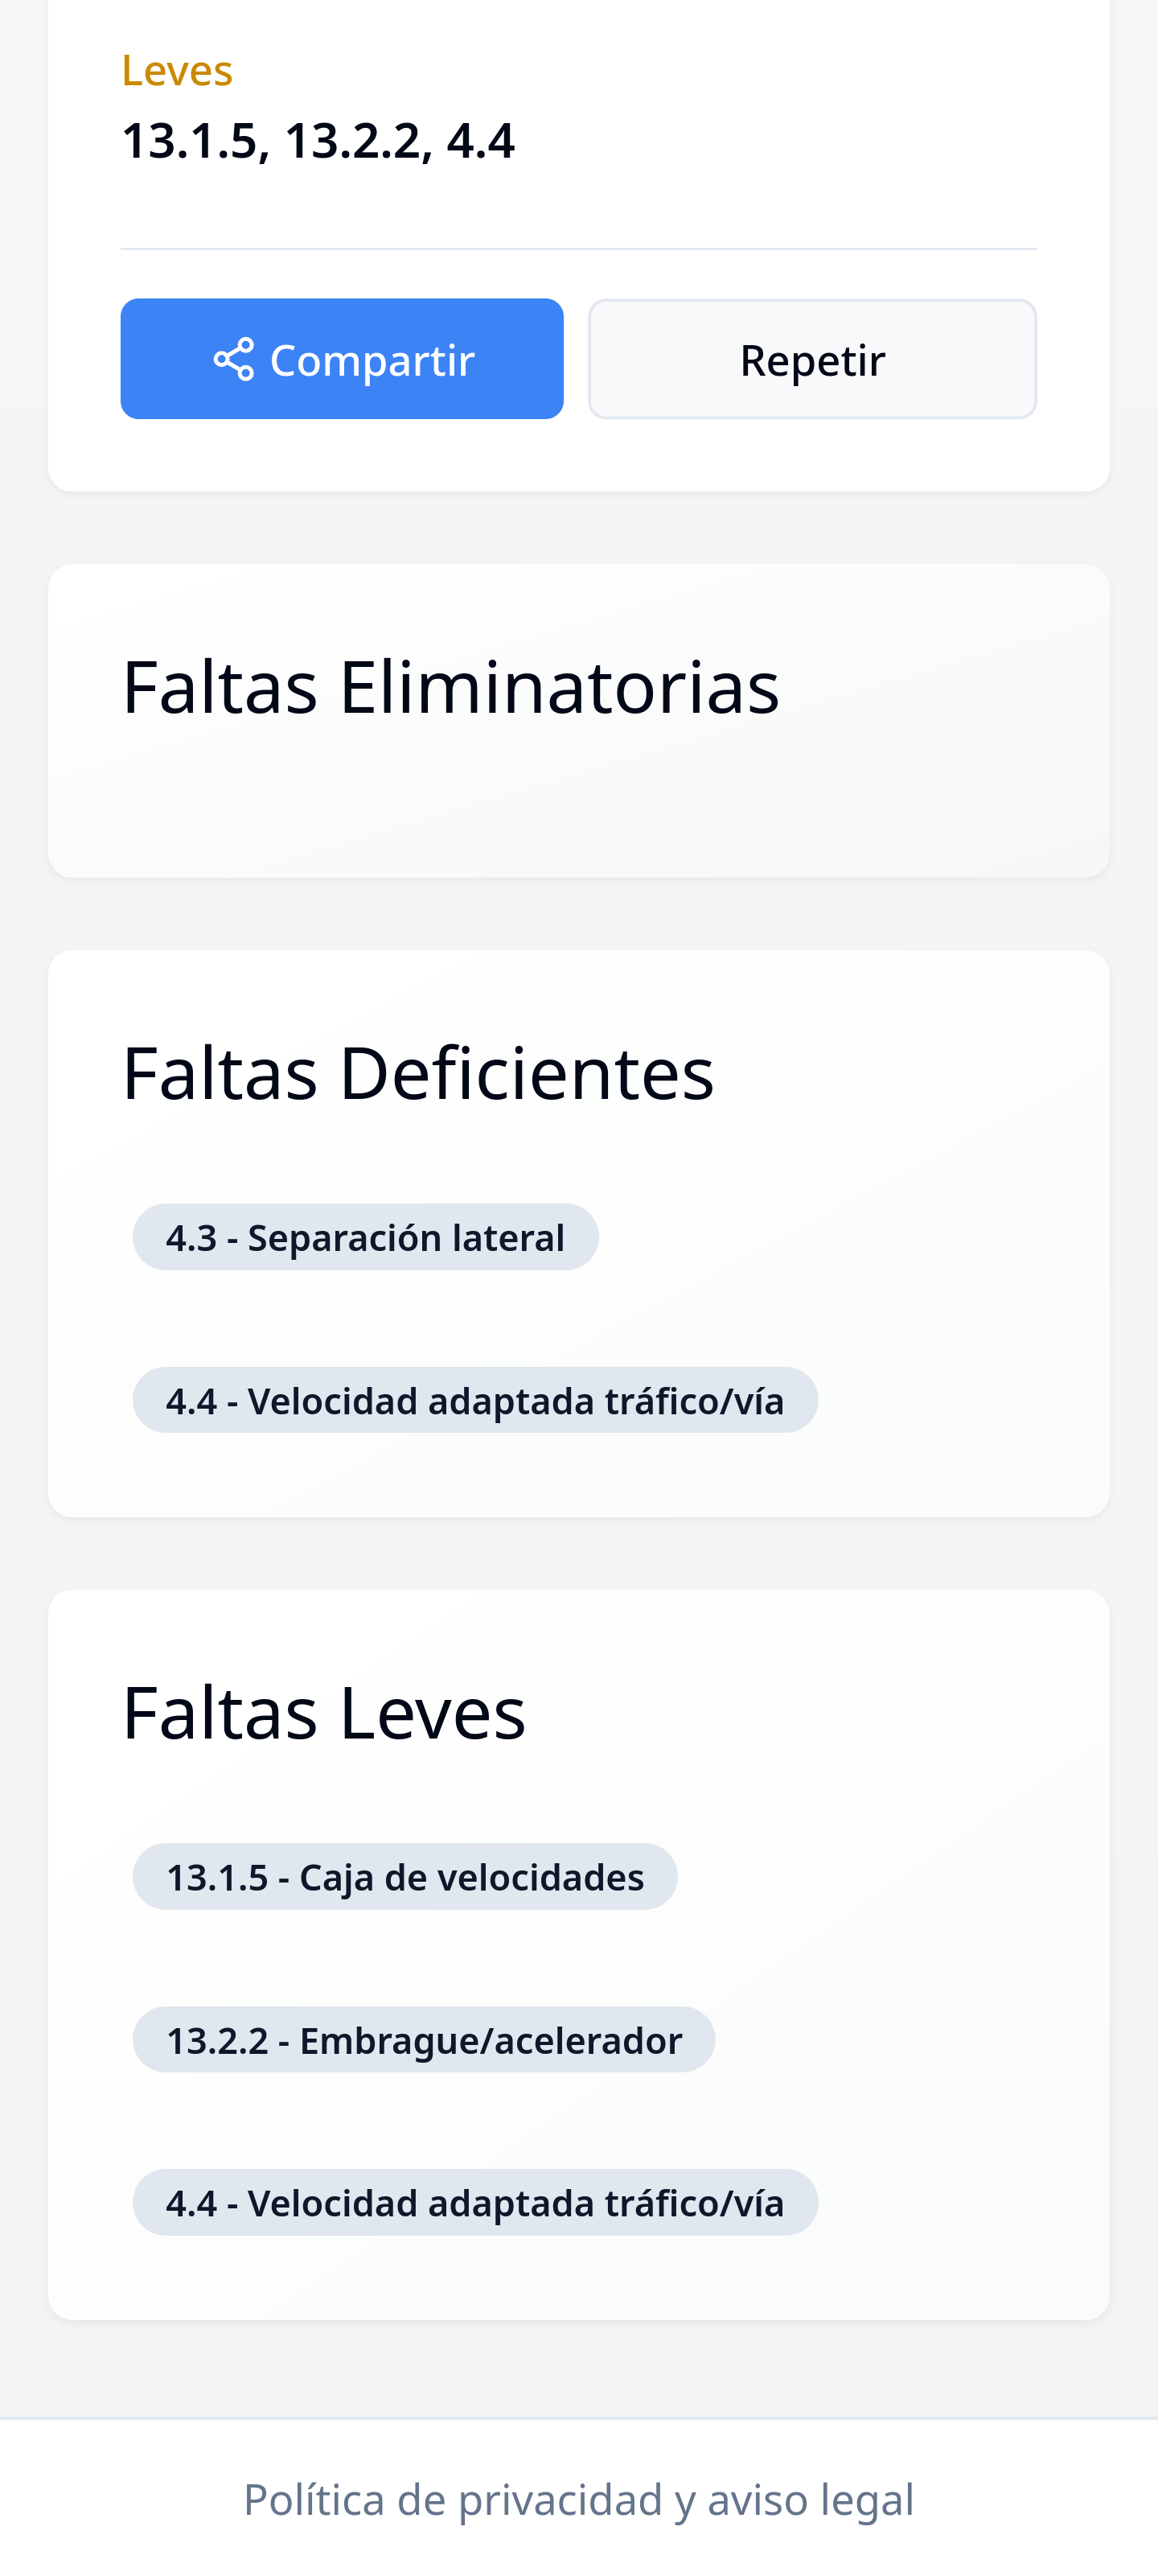 Leves
13.1.5, 13.2.2, 4.4
Compartir
Repetir
Faltas Eliminatorias
Faltas Deficientes
4.3 - Separación lateral
4.4 - Velocidad adaptada tráfico/vía
Faltas Leves
13.1.5 - Caja de velocidades
13.2.2 - Embrague/acelerador
4.4 - Velocidad adaptada tráfico/vía
Política de privacidad y aviso legal